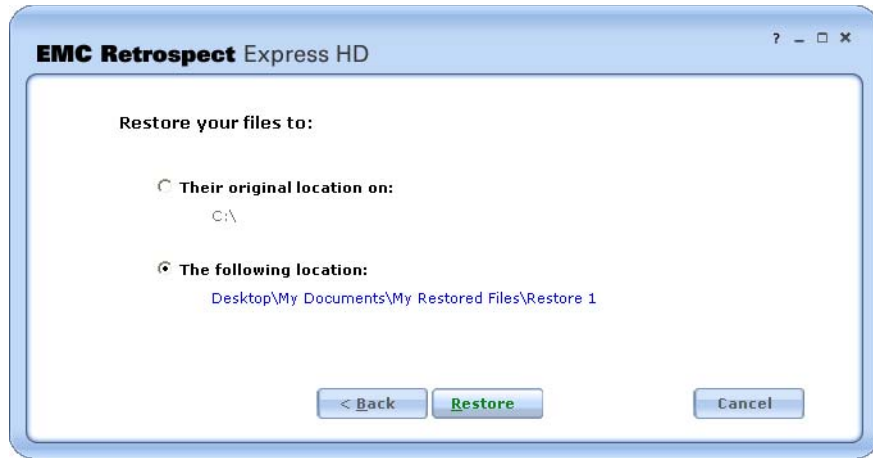 ? – □ ×
EMC Retrospect Express HD
Restore your files to:
Their original location on:
C:\
The following location:
Desktop\My Documents\My Restored Files\Restore 1
< Back
Restore
Cancel